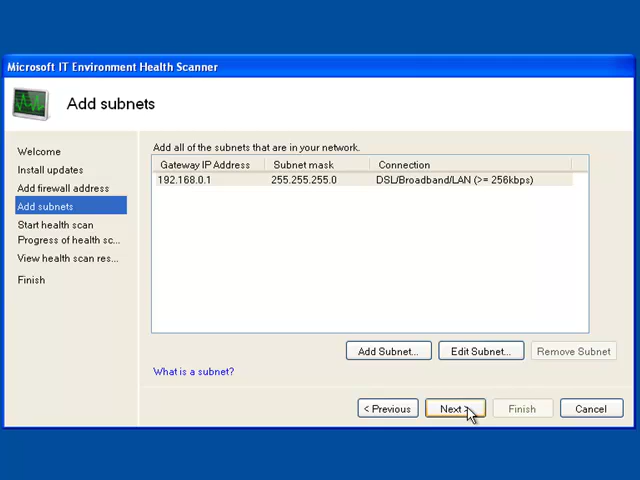 Microsoft IT Environment Health Scanner
Add subnets
Welcome
Install updates
Add firewall address
Add subnets
Start health scan
Progress of health sc...
View health scan res...
Finish
Add all of the subnets that are in your network.
Gateway IP Address Subnet mask Connection
192.168.0.1 255.255.255.0 DSL/Broadband/LAN (>= 256kbps)
Add Subnet... Edit Subnet... Remove Subnet
What is a subnet?
< Previous Next > Finish Cancel